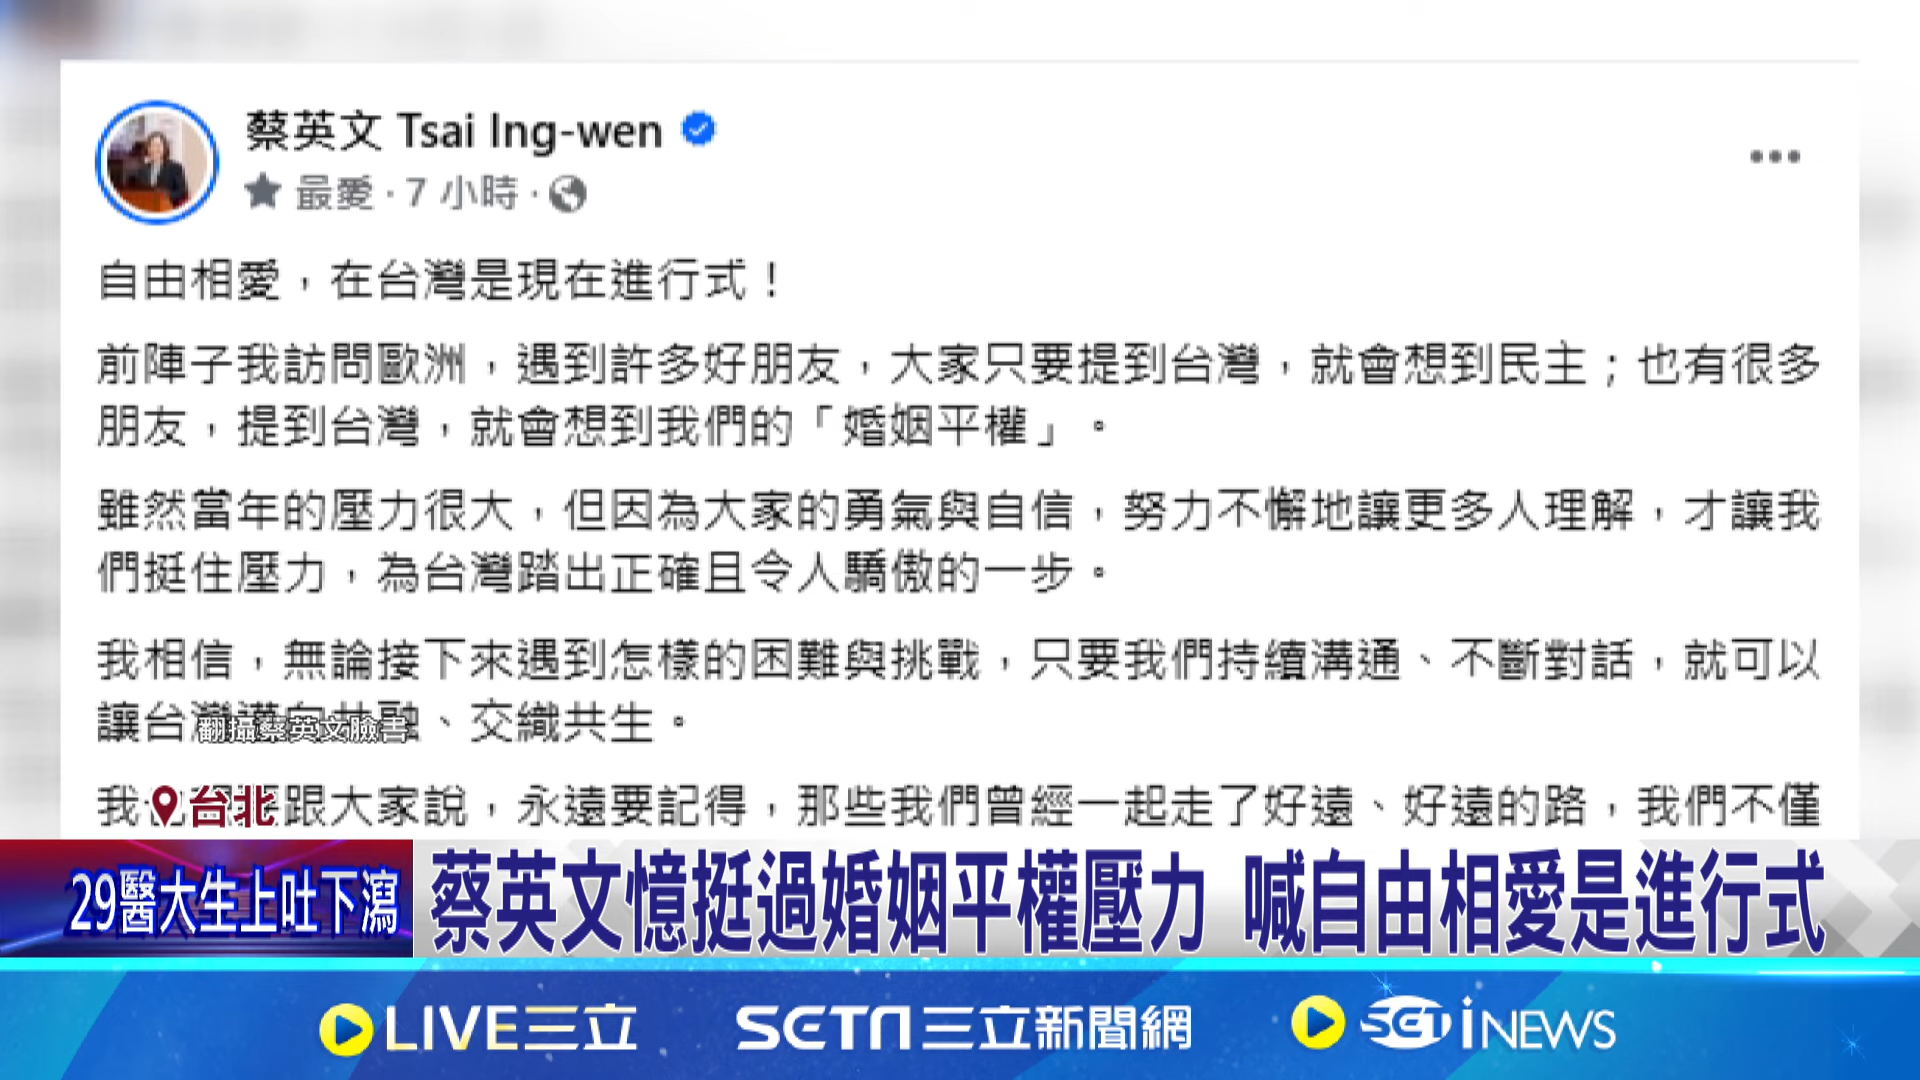 蔡英文 Tsai Ing-wen
最愛·7 小時·
自由相愛，在台灣是現在進行式！
前陣子我訪問歐洲，遇到許多好朋友，大家只要提到台灣，就會想到民主；也有很多
朋友，提到台灣，就會想到我們的「婚姻平權」。
雖然當年的壓力很大，但因為大家的勇氣與自信，努力不懈地讓更多人理解，才讓我
們挺住壓力，為台灣踏出正確且令人驕傲的一步。
我相信，無論接下來遇到怎樣的困難與挑戰，只要我們持續溝通、不斷對話，就可以
讓台灣 融、交織共生。
翻攝蔡英文臉書
我 跟大家說，永遠要記得，那些我們曾經一起走了好遠、好遠的路，我們不僅
台北
29醫大生上吐下瀉
蔡英文憶挺過婚姻平權壓力 喊自由相愛是進行式
LIVE三立
SETN三立新聞網
SET iNEWS